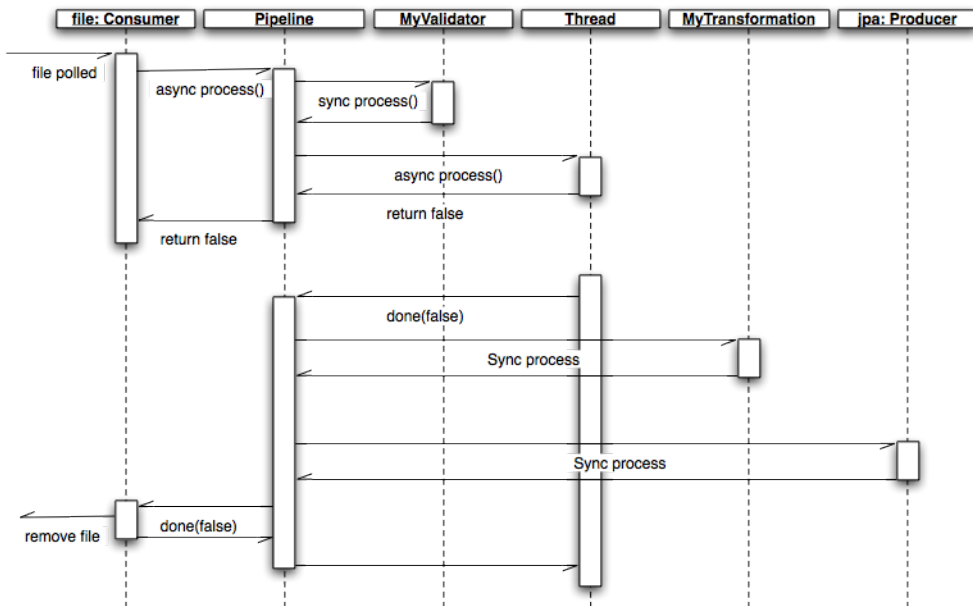 file: Consumer
Pipeline
MyValidator
Thread
MyTransformation
jpa: Producer
file polled
async process()
sync process()
async process()
return false
return false
done(false)
Sync process
Sync process
done(false)
remove file